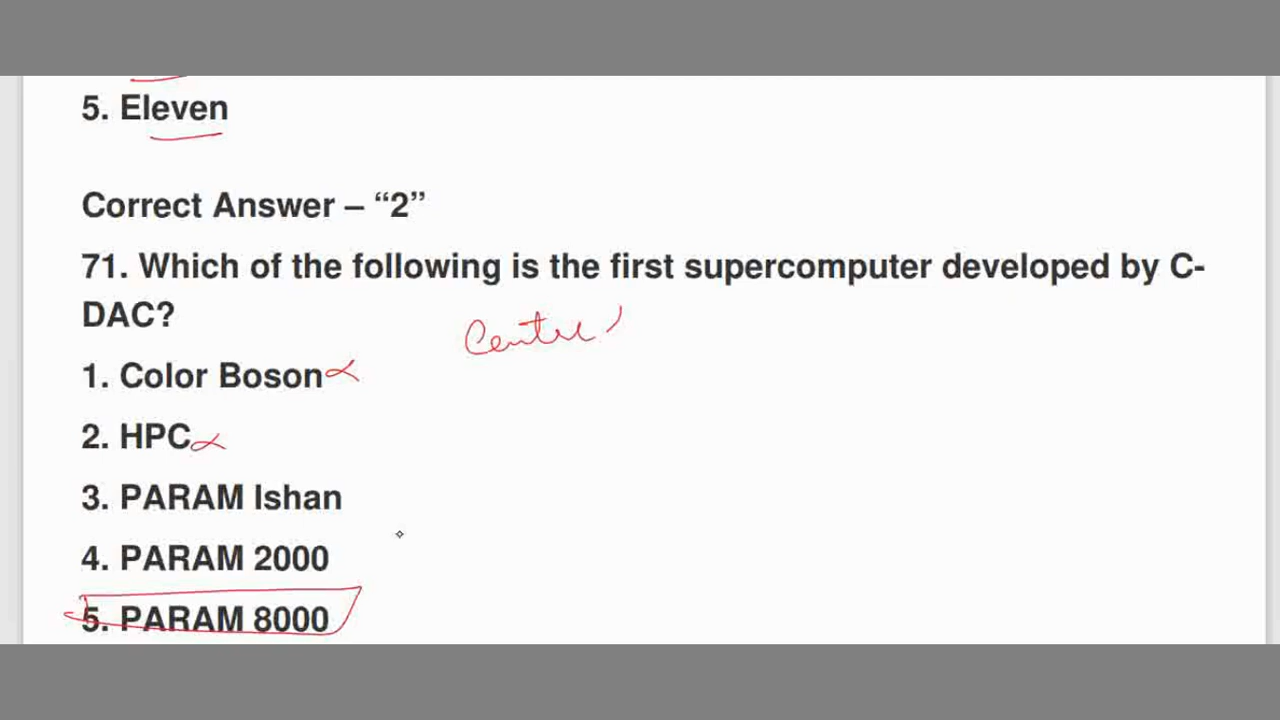 5. Eleven
Correct Answer – “2”
71. Which of the following is the first supercomputer developed by C-
DAC?
Centre
1. Color Boson
2. HPC
3. PARAM Ishan
4. PARAM 2000
5. PARAM 8000